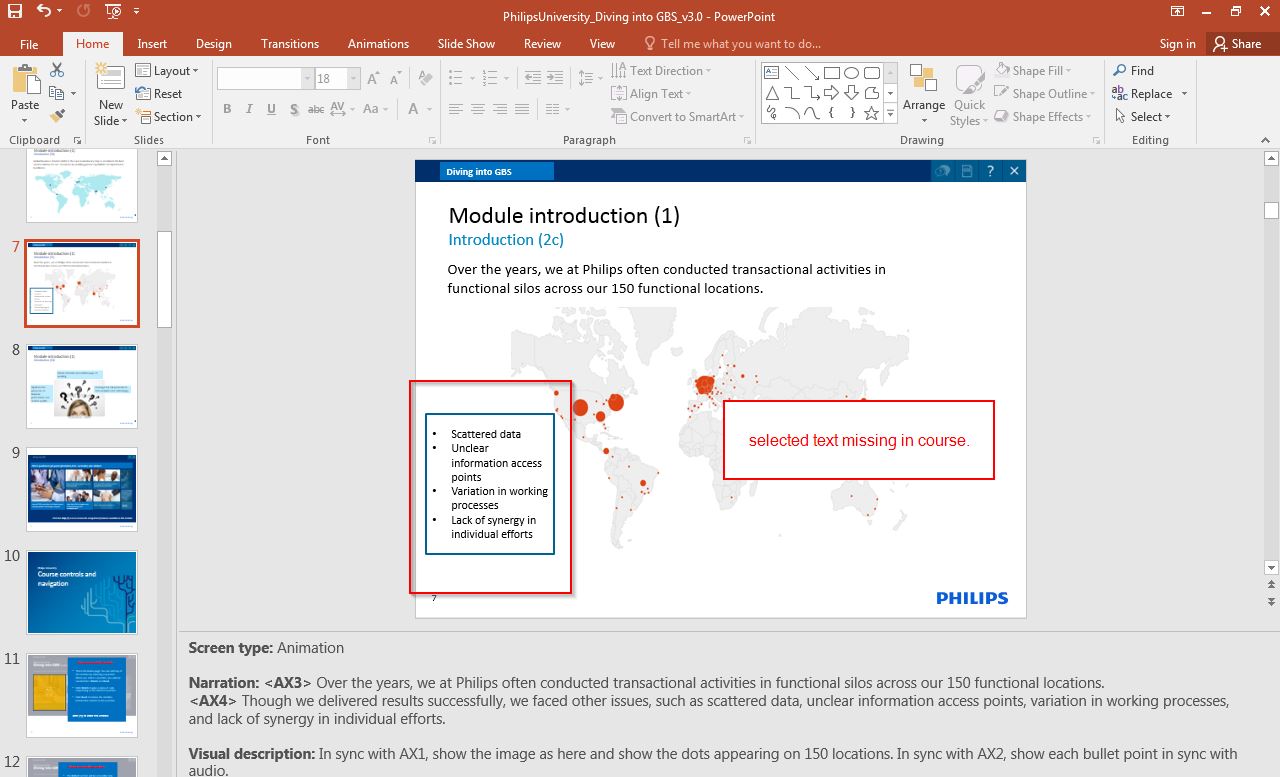 PhilipsUniversity_Diving into GBS_v3.0 - PowerPoint
File Home Insert Design Transitions Animations Slide Show Review View Tell me what you want to do... Sign in Share
Paste
New Slide
Layout
Reset
Section
18
B I U S abc AV Aa A
Text Direction
Align Text
Convert to SmartArt
Arrange
Quick Styles
Shape Fill
Shape Outline
Shape Effects
Find
Replace
Select
Clipboard Slides Font Paragraph Drawing Editing
7
8
9
10
Course controls and
navigation
11
12
Diving into GBS
?
Module introduction (1)
Introduction (2c)
Over the years, we at Philips often conducted transactional activities in
functional silos across our 150 functional locations.
• Scattered data
• Unclear
information access
points
• Variation in working
processes
• Lack of synergy in
individual efforts
selected text missing in course.
7
PHILIPS
Screen type: Animation
Narration: <AX3> Over the years, we at Philips often conducted transactional activities in functional silos across our 150 functional locations.
<AX4> Though we delivered results successfully, we faced other issues, such as scattered data, unclear information access points, variation in working processes,
and lack of synergy in individual efforts.
Visual description: In sync with AX1, show the image as here and show the dots appearing in 150 locations. In sync with AX2, show each bullet point in sync with
audio.